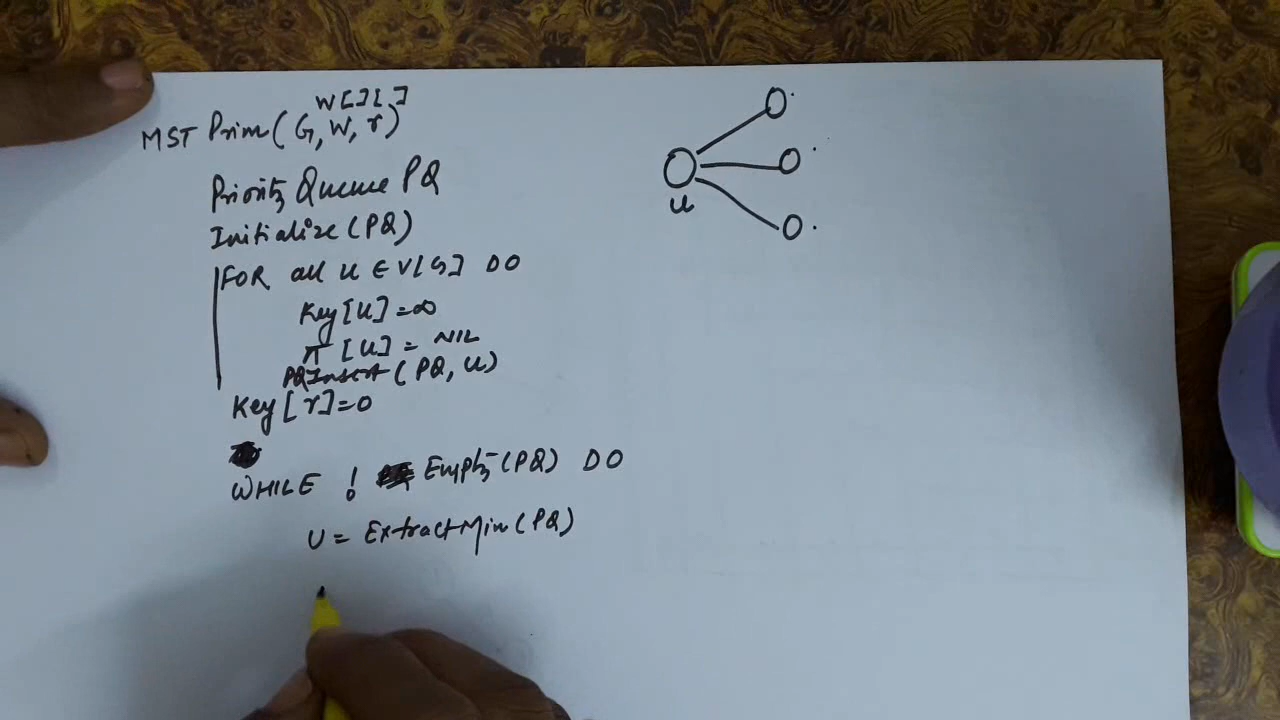 W[][]
MST Prim(G, W, r)
Priority Queue PQ
Initialize(PQ)
FOR all u ∈ V[G] DO
Key[u]=∞
π[u] = NIL
PQInsert(PQ, u)
Key[r]=0
WHILE ! Empty(PQ) DO
U = ExtractMin(PQ)
u